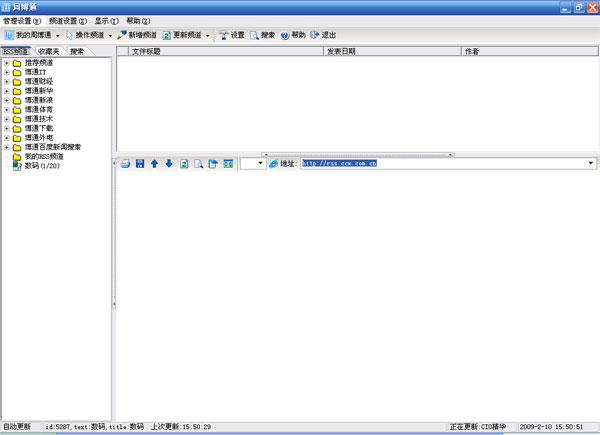 周博通
管理设置(M) 频道设置(I) 显示(I) 帮助(Z)
我的周博通 操作频道 新增频道 更新频道 设置 搜索 帮助 退出
RSS频道 收藏夹 搜索
文件标题 发表日期 作者
推荐频道
博通IT
博通财经
博通新华
博通新浪
博通体育
博通技术
博通下载
博通外电
博通百度新闻搜索
我的RSS频道
数码(1/20)
地址: http://rss.ccw.com.cn
自动更新 id:5287,text:数码,title:数码 上次更新:15:50:29 正在更新:CIO精华 2009-2-10 15:50:51